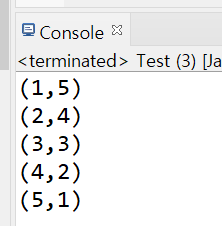 Console
<terminated> Test (3) [Ja
(1,5)
(2,4)
(3,3)
(4,2)
(5,1)